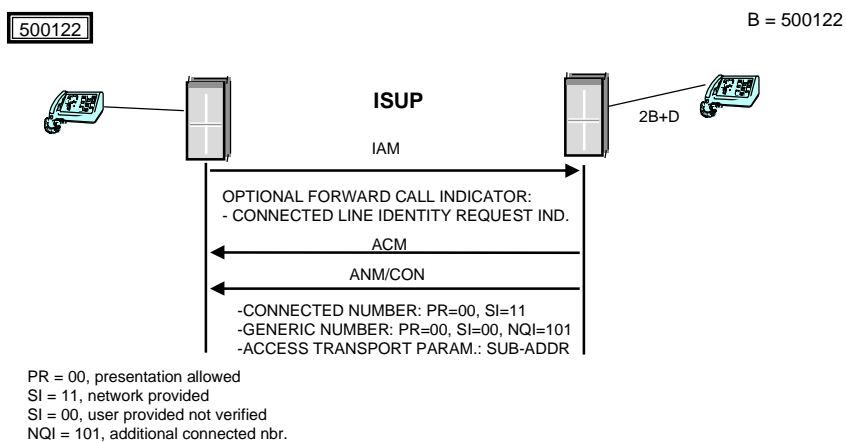 500122
B = 500122
ISUP
2B+D
IAM
OPTIONAL FORWARD CALL INDICATOR:
- CONNECTED LINE IDENTITY REQUEST IND.
ACM
ANM/CON
-CONNECTED NUMBER: PR=00, SI=11
-GENERIC NUMBER: PR=00, SI=00, NQI=101
-ACCESS TRANSPORT PARAM.: SUB-ADDR
PR = 00, presentation allowed
SI = 11, network provided
SI = 00, user provided not verified
NQI = 101, additional connected nbr.